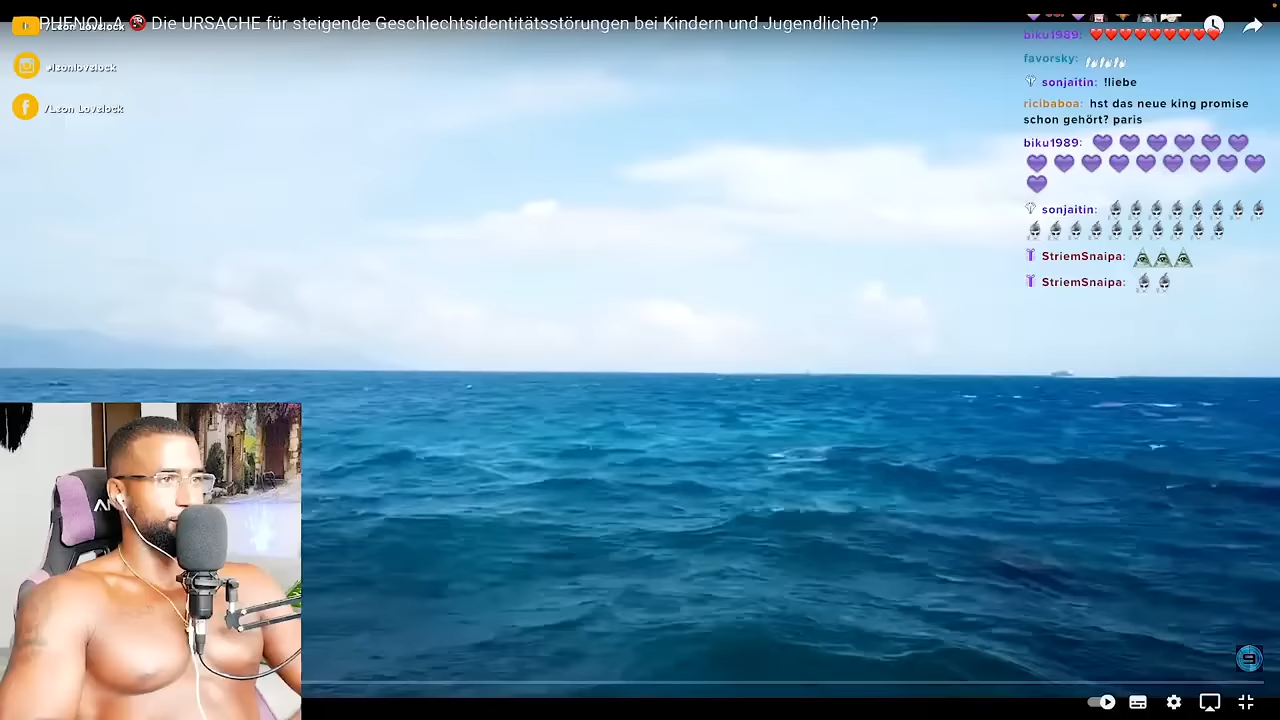 PHENOL A Die URSACHE für steigende Geschlechtsidentitätsstörungen bei Kindern und Jugendlichen?
/Leon Lovelock
#leonlovelock
/Leon Lovelock
biku1989:
favorsky:
sonjaitin: !liebe
ricibaboa: hst das neue king promise
schon gehört? paris
biku1989:
sonjaitin:
StriemSnaipa:
StriemSnaipa: